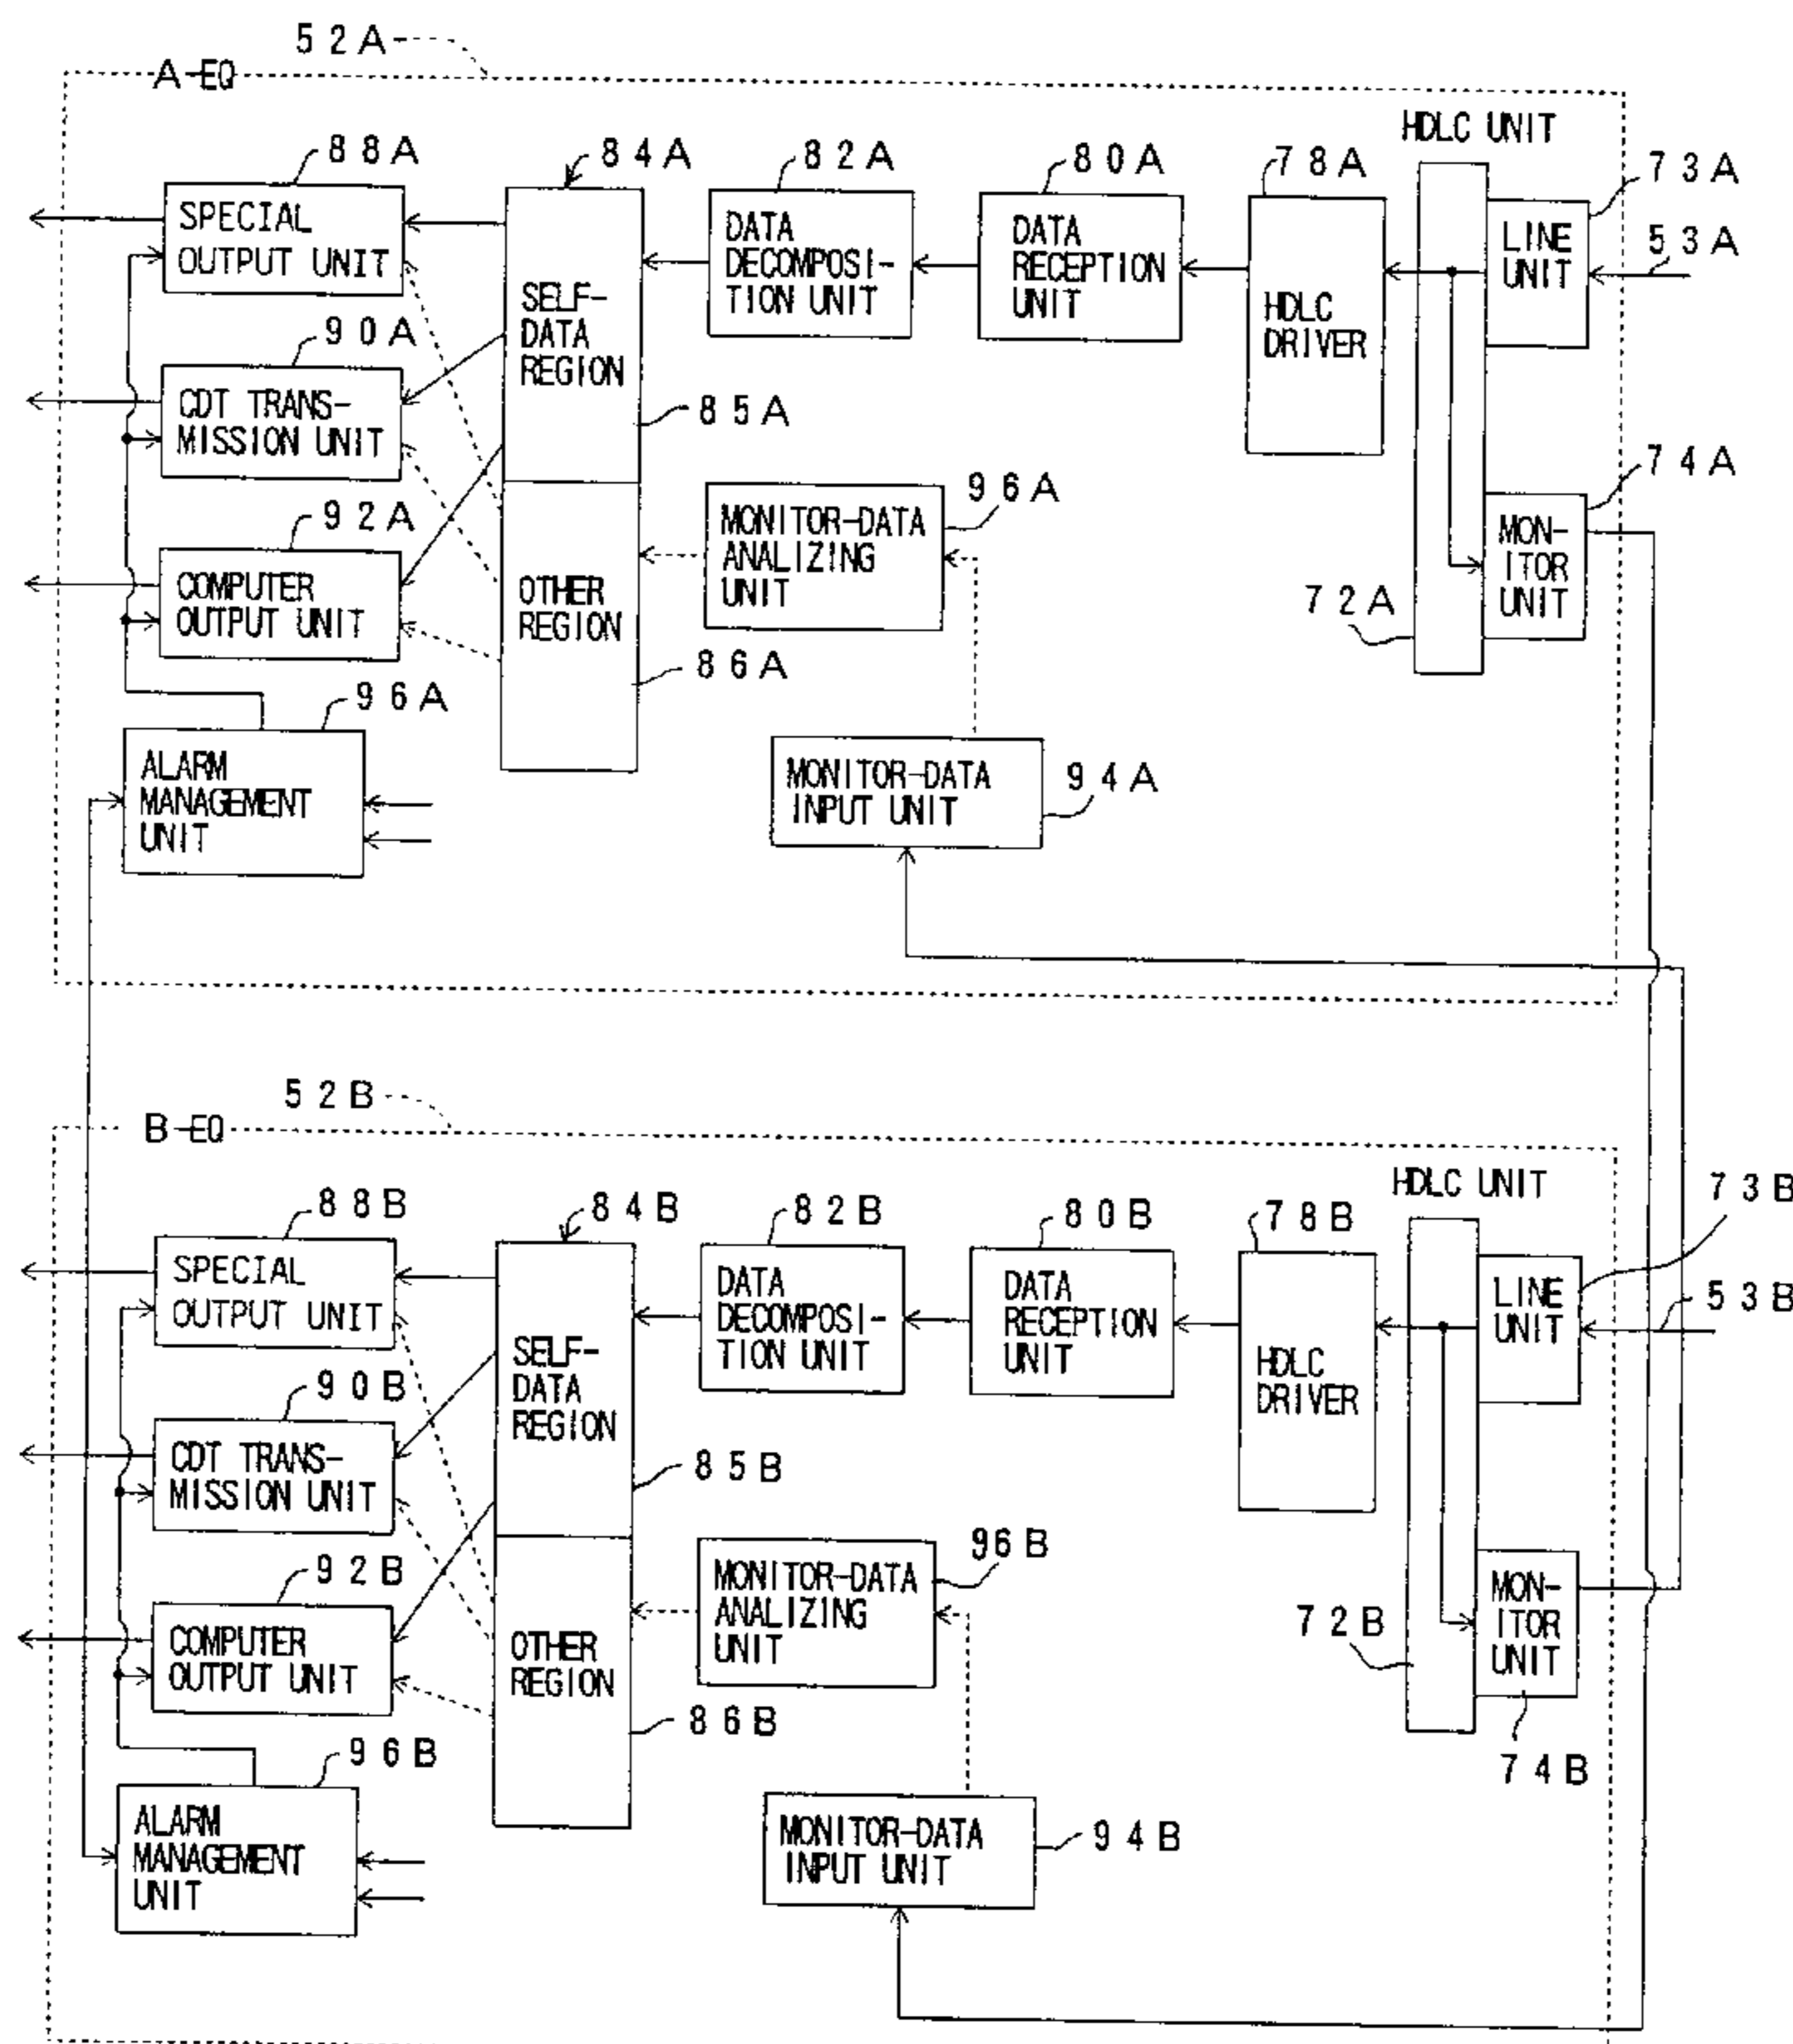 52A
A-EQ
HDLC UNIT
88A
84A
82A
80A
78A
73A
SPECIAL
OUTPUT UNIT
SELF-
DATA
REGION
DATA
DECOMPOSI-
TION UNIT
DATA
RECEPTION
UNIT
HDLC
DRIVER
LINE
UNIT
53A
90A
CDT TRANS-
MISSION UNIT
85A
74A
92A
96A
MONITOR-DATA
ANALIZING
UNIT
MON-
ITOR
UNIT
COMPUTER
OUTPUT UNIT
OTHER
REGION
72A
86A
96A
ALARM
MANAGEMENT
UNIT
MONITOR-DATA
INPUT UNIT
94A
52B
B-EQ
HDLC UNIT
88B
84B
82B
80B
78B
73B
SPECIAL
OUTPUT UNIT
SELF-
DATA
REGION
DATA
DECOMPOSI-
TION UNIT
DATA
RECEPTION
UNIT
HDLC
DRIVER
LINE
UNIT
53B
90B
CDT TRANS-
MISSION UNIT
85B
92B
96B
MONITOR-DATA
ANALIZING
UNIT
MON-
ITOR
UNIT
COMPUTER
OUTPUT UNIT
OTHER
REGION
72B
86B
74B
96B
ALARM
MANAGEMENT
UNIT
MONITOR-DATA
INPUT UNIT
94B